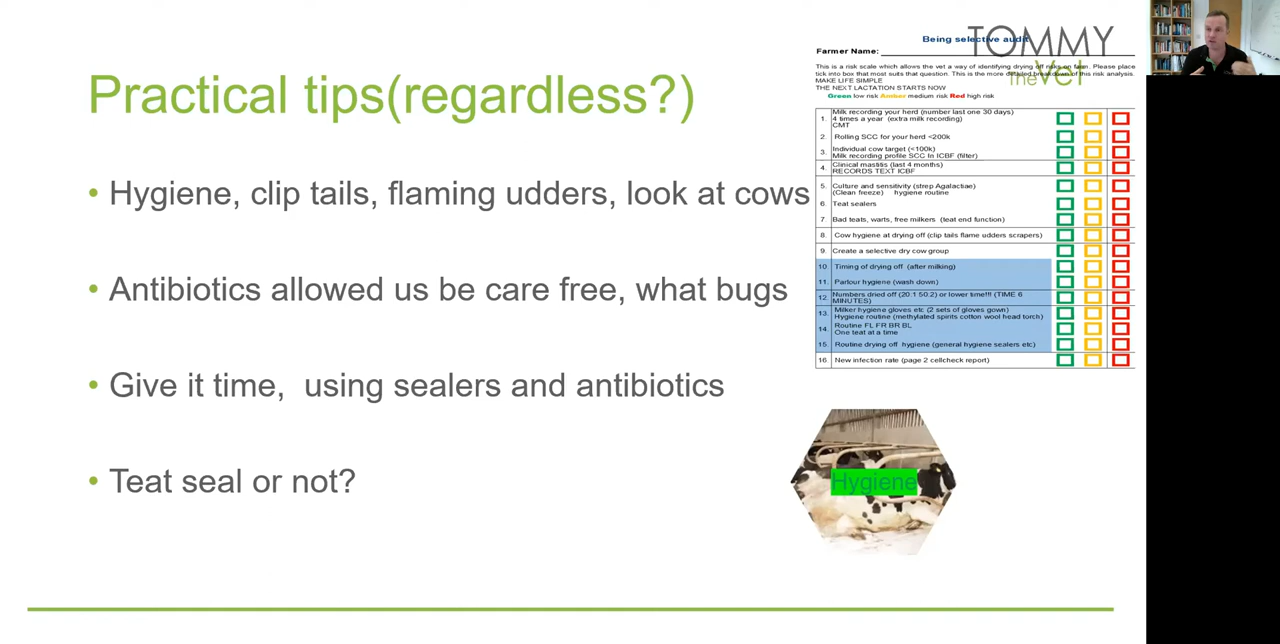 Practical tips(regardless?)
• Hygiene, clip tails, flaming udders, look at cows
• Antibiotics allowed us be care free, what bugs
• Give it time, using sealers and antibiotics
• Teat seal or not?
TOMMY
TheVet
Being selective audit
Farmer Name:
This is a risk scale which allows the vet a way of identifying drying off risks on farm. Please place
tick into box that most suits that question. This is the more detailed breakdown of this risk analysis.
MAKE LIFE SIMPLE
THE NEXT LACTATION STARTS NOW
Green low risk Amber medium risk Red high risk
1. Milk recording your herd (number last one 30 days)
4 times a year (extra milk recording)
CMT
2. Rolling SCC for your herd <200k
3. Individual cow target (<100k)
Milk recording profile SCC In ICBF (filter)
4. Clinical mastitis (last 4 months)
RECORDS TEXT ICBF
5. Culture and sensitivity (strep Agalactiae)
(Clean freeze) hygiene routine
6. Teat sealers
7. Bad teats, warts, free milkers (teat end function)
8. Cow hygiene at drying off (clip tails flame udders scrapers)
9. Create a selective dry cow group
10. Timing of drying off (after milking)
11. Parlour hygiene (wash down)
12. Numbers dried off (20:1 50:2) or lower time!!! (TIME 6
MINUTES)
13. Milker hygiene gloves etc (2 sets of gloves gown)
Hygiene routine (methylated spirits cotton wool head torch)
14. Routine FL FR BR BL
One teat at a time
15. Routine drying off hygiene (general hygiene sealers etc)
16. New infection rate (page 2 cellcheck report)
Hygiene